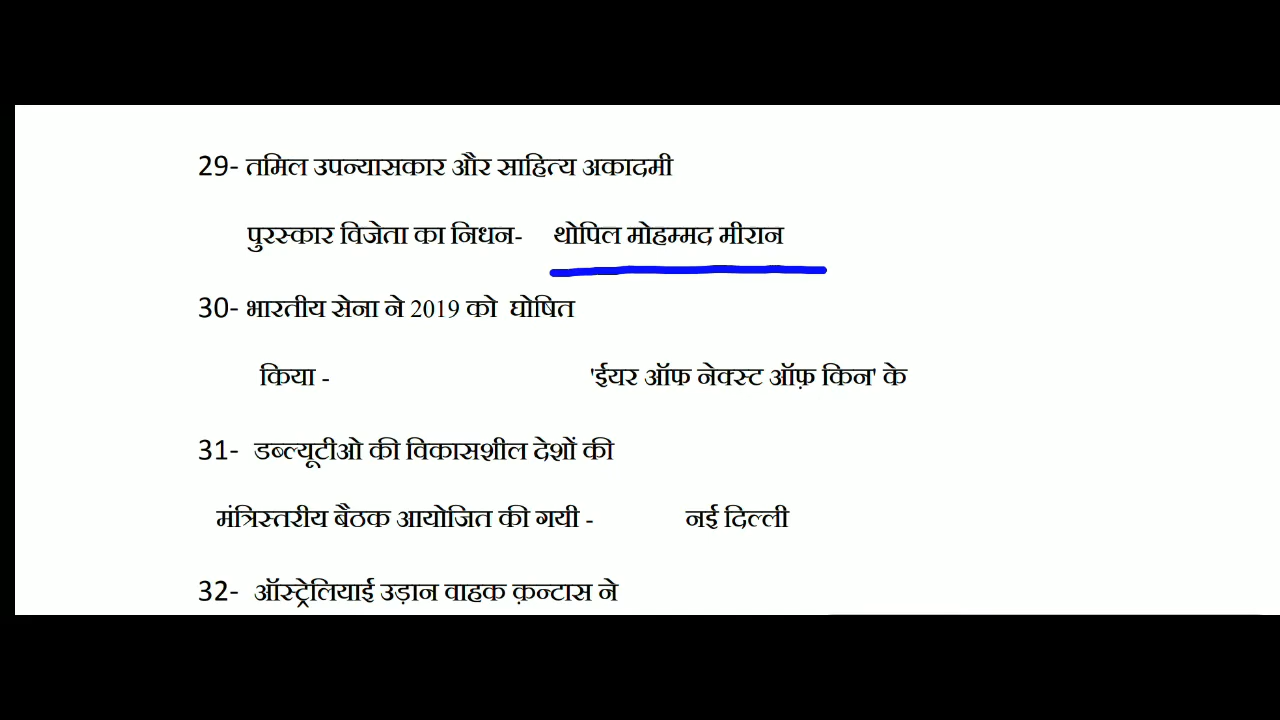 29- तमिल उपन्यासकार और साहित्य अकादमी
पुरस्कार विजेता का निधन- थोपिल मोहम्मद मीरान
30- भारतीय सेना ने 2019 को घोषित
किया - 'ईयर ऑफ नेक्स्ट ऑफ़ किन' के
31- डब्ल्यूटीओ की विकासशील देशों की
मंत्रिस्तरीय बैठक आयोजित की गयी - नई दिल्ली
32- ऑस्ट्रेलियाई उड़ान वाहक क़न्टास ने